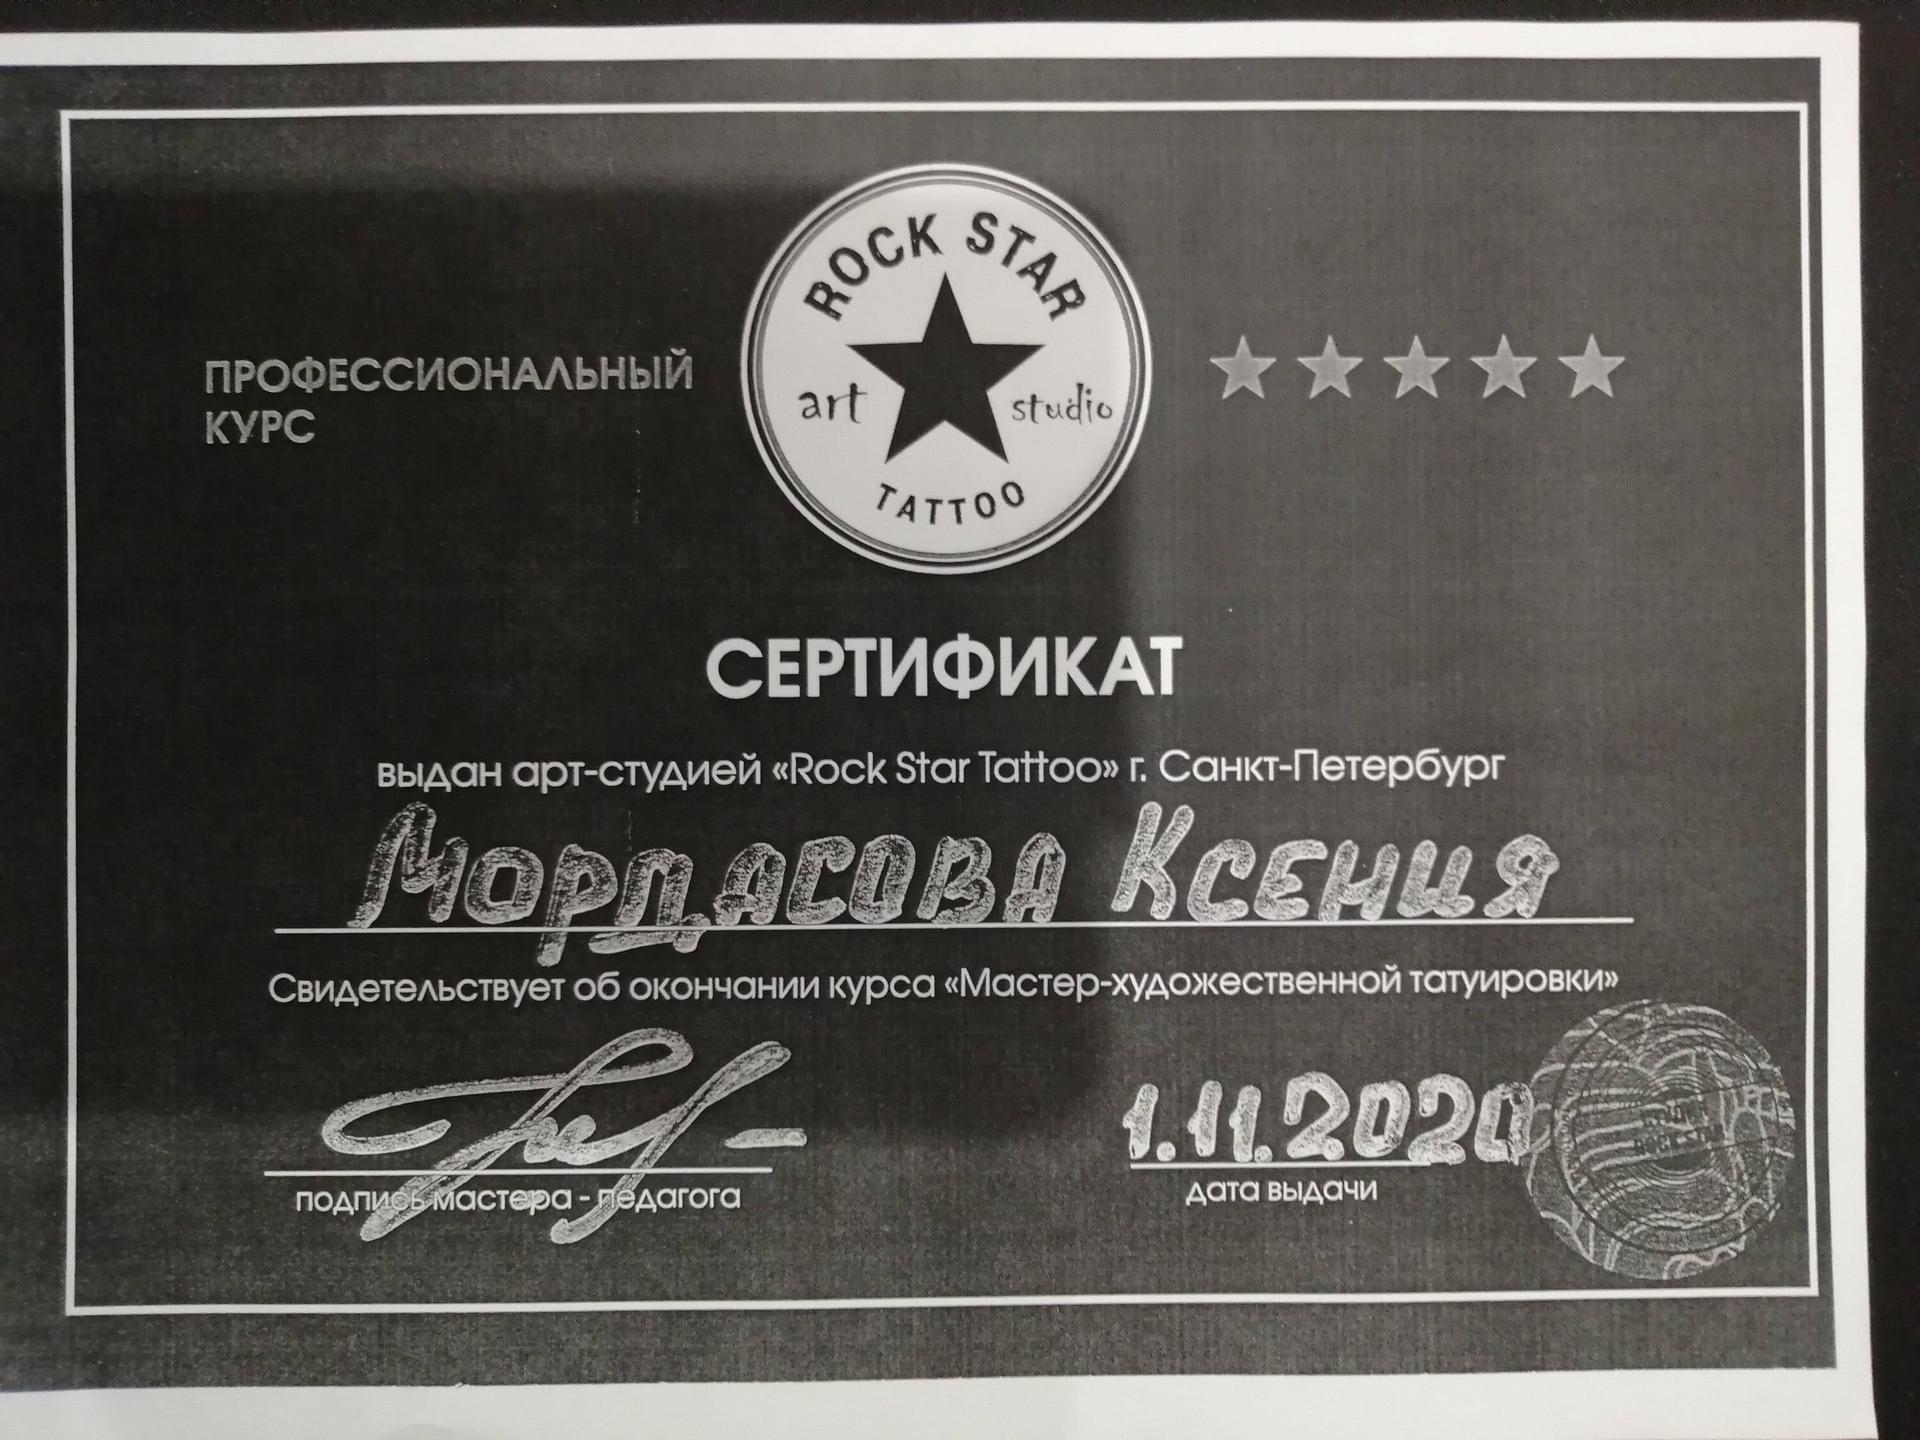 ROCK STAR
art studio
TATTOO
ПРОФЕССИОНАЛЬНЫЙ
КУРС
СЕРТИФИКАТ
выдан арт-студией «Rock Star Tattoo» г. Санкт-Петербург
Мордасова Ксения
Свидетельствует об окончании курса «Мастер-художественной татуировки»
1.11.2020
подпись мастера - педагога
дата выдачи